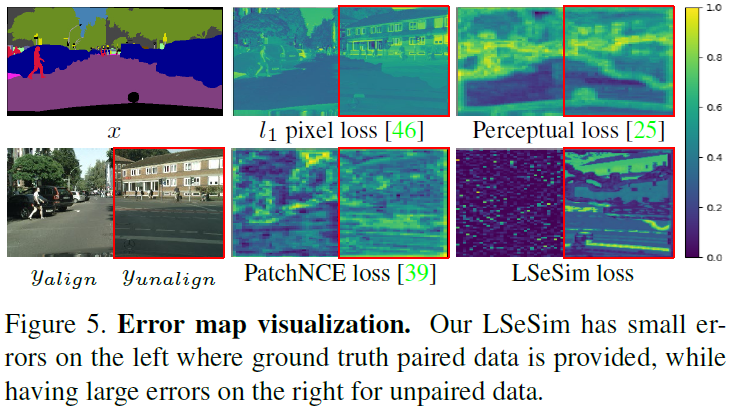 x
l1 pixel loss [46]
Perceptual loss [25]
1.0
0.8
0.6
0.4
0.2
0.0
yalign
yunalign
PatchNCE loss [39]
LSeSim loss
Figure 5. Error map visualization. Our LSeSim has small er-
rors on the left where ground truth paired data is provided, while
having large errors on the right for unpaired data.